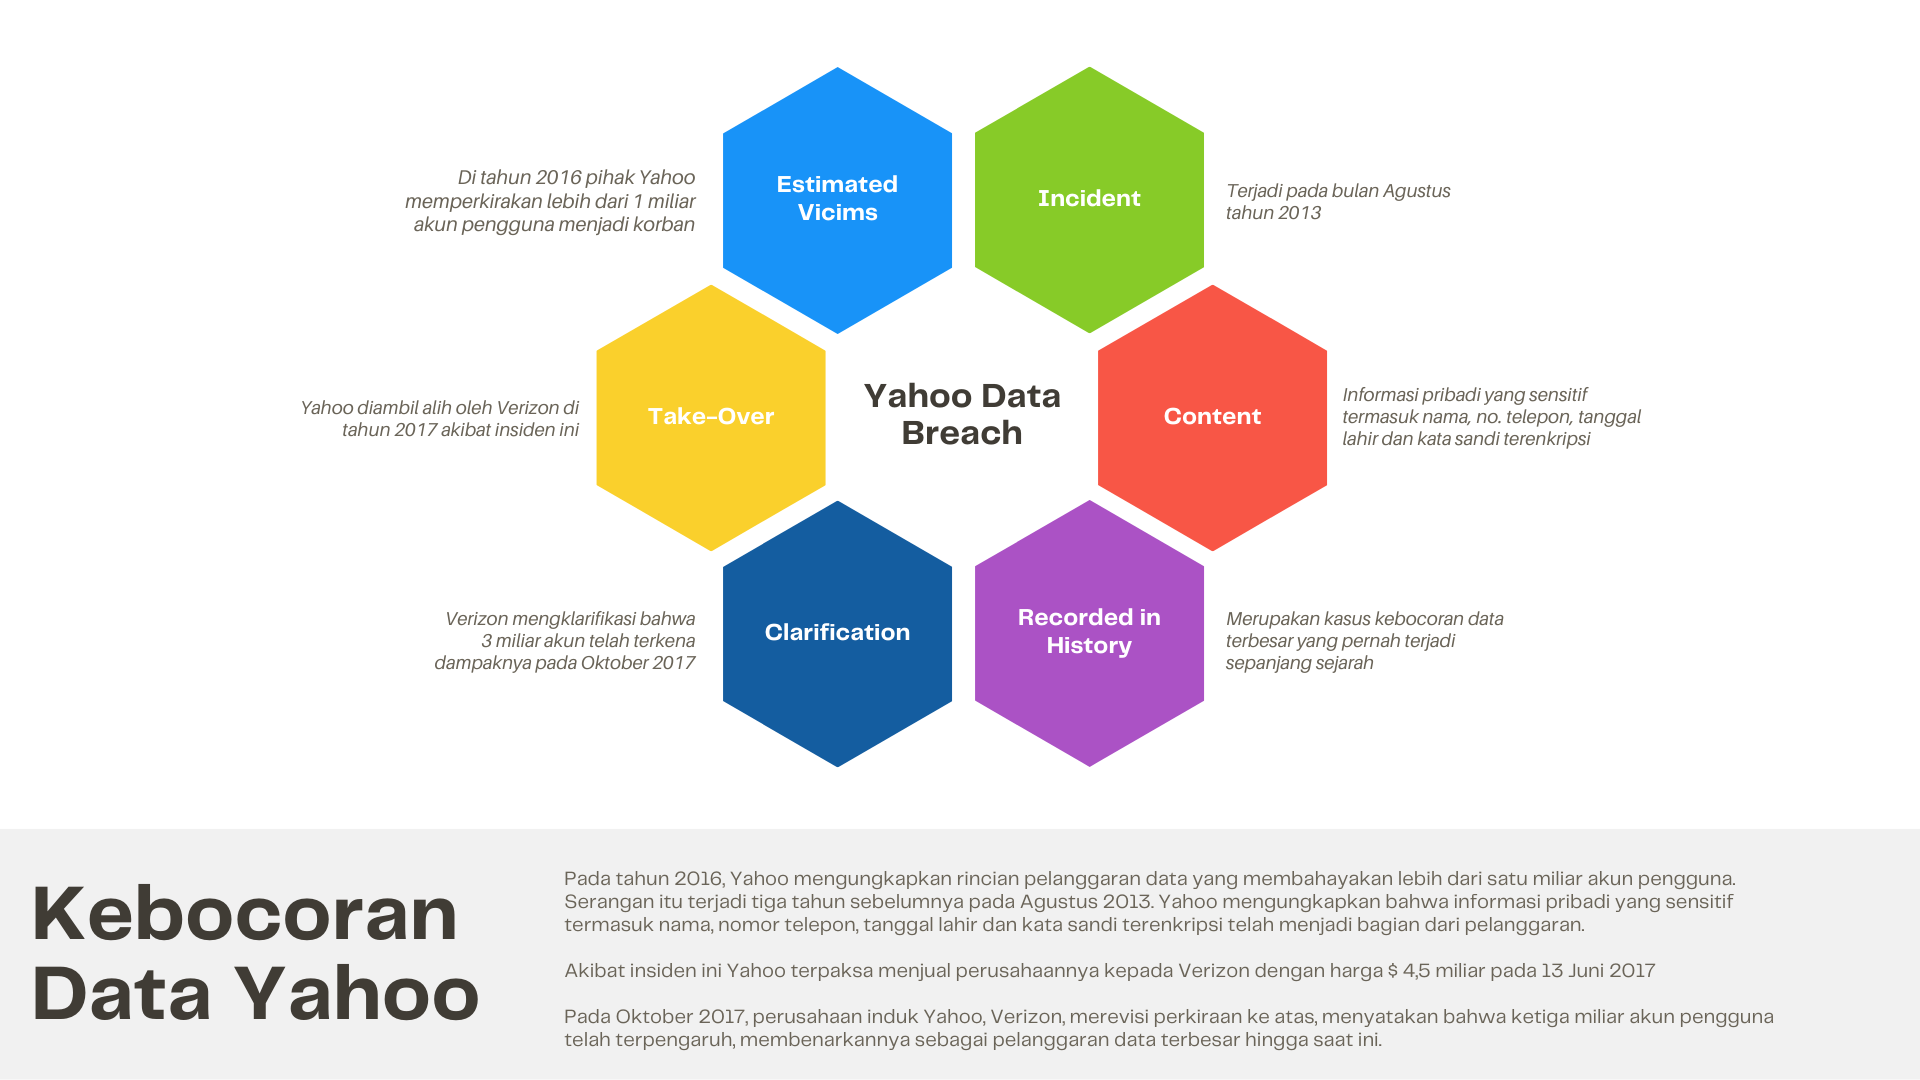 Di tahun 2016 pihak Yahoo
memperkirakan lebih dari 1 miliar
akun pengguna menjadi korban
Estimated
Vicims
Incident
Terjadi pada bulan Agustus
tahun 2013
Yahoo diambil alih oleh Verizon di
tahun 2017 akibat insiden ini
Take-Over
Yahoo Data
Breach
Content
Informasi pribadi yang sensitif
termasuk nama, no. telepon, tanggal
lahir dan kata sandi terenkripsi
Verizon mengklarifikasi bahwa
3 miliar akun telah terkena
dampaknya pada Oktober 2017
Clarification
Recorded in
History
Merupakan kasus kebocoran data
terbesar yang pernah terjadi
sepanjang sejarah
Kebocoran
Data Yahoo
Pada tahun 2016, Yahoo mengungkapkan rincian pelanggaran data yang membahayakan lebih dari satu miliar akun pengguna.
Serangan itu terjadi tiga tahun sebelumnya pada Agustus 2013. Yahoo mengungkapkan bahwa informasi pribadi yang sensitif
termasuk nama, nomor telepon, tanggal lahir dan kata sandi terenkripsi telah menjadi bagian dari pelanggaran.
Akibat insiden ini Yahoo terpaksa menjual perusahaannya kepada Verizon dengan harga $ 4,5 miliar pada 13 Juni 2017
Pada Oktober 2017, perusahaan induk Yahoo, Verizon, merevisi perkiraan ke atas, menyatakan bahwa ketiga miliar akun pengguna
telah terpengaruh, membenarkannya sebagai pelanggaran data terbesar hingga saat ini.